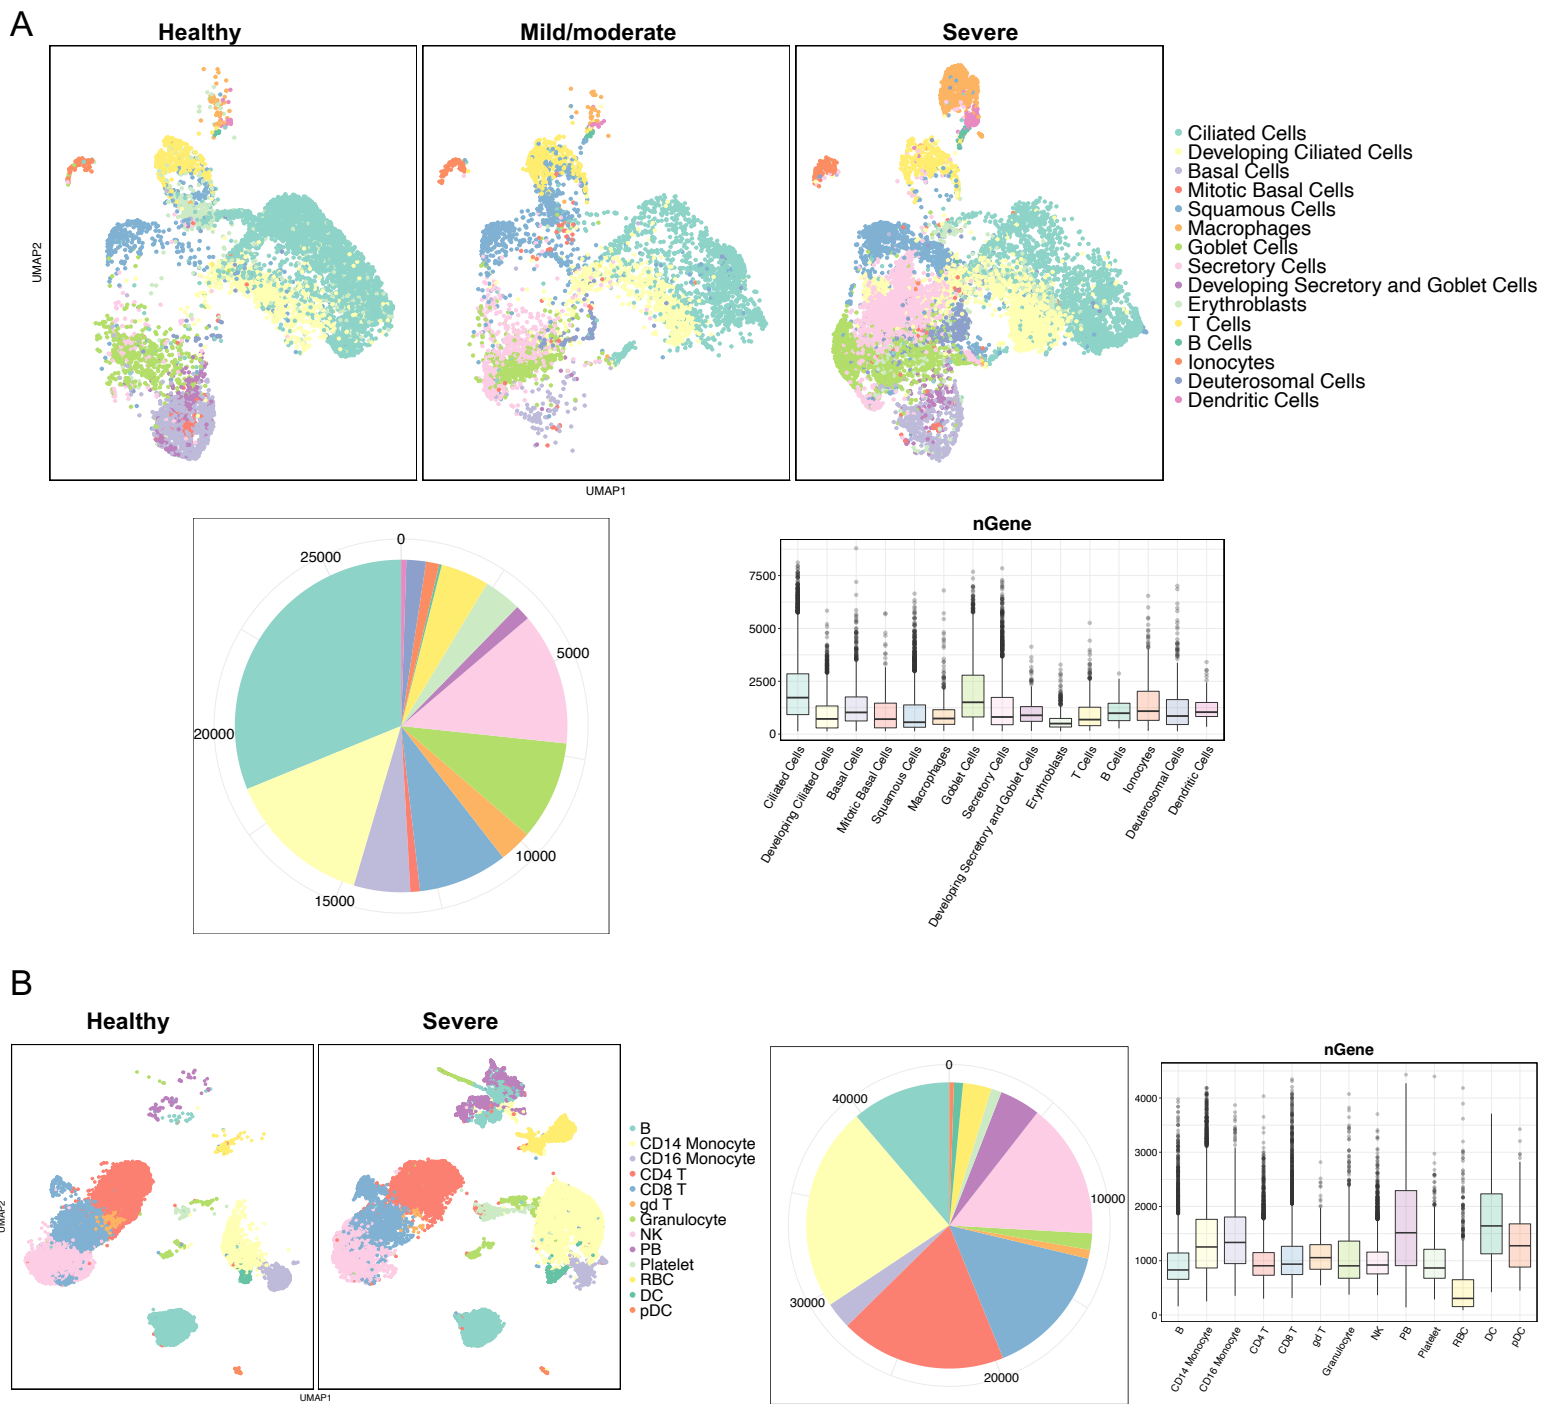 A
Healthy
Mild/moderate
Severe
UMAP2
UMAP1
Ciliated Cells
Developing Ciliated Cells
Basal Cells
Mitotic Basal Cells
Squamous Cells
Macrophages
Goblet Cells
Secretory Cells
Developing Secretory and Goblet Cells
Erythroblasts
T Cells
B Cells
Ionocytes
Deuterosomal Cells
Dendritic Cells
0
25000
5000
20000
10000
15000
nGene
7500
5000
2500
0
Ciliated Cells
Developing Ciliated Cells
Basal Cells
Mitotic Basal Cells
Squamous Cells
Macrophages
Goblet Cells
Secretory Cells
Developing Secretory and Goblet Cells
Erythroblasts
T Cells
B Cells
Ionocytes
Deuterosomal Cells
Dendritic Cells
B
Healthy
Severe
UMAP2
UMAP1
B
CD14 Monocyte
CD16 Monocyte
CD4 T
CD8 T
gd T
Granulocyte
NK
PB
Platelet
RBC
DC
pDC
0
40000
10000
30000
20000
nGene
4000
3000
2000
1000
0
B
CD14 Monocyte
CD16 Monocyte
CD4 T
CD8 T
gd T
Granulocyte
NK
PB
Platelet
RBC
DC
pDC